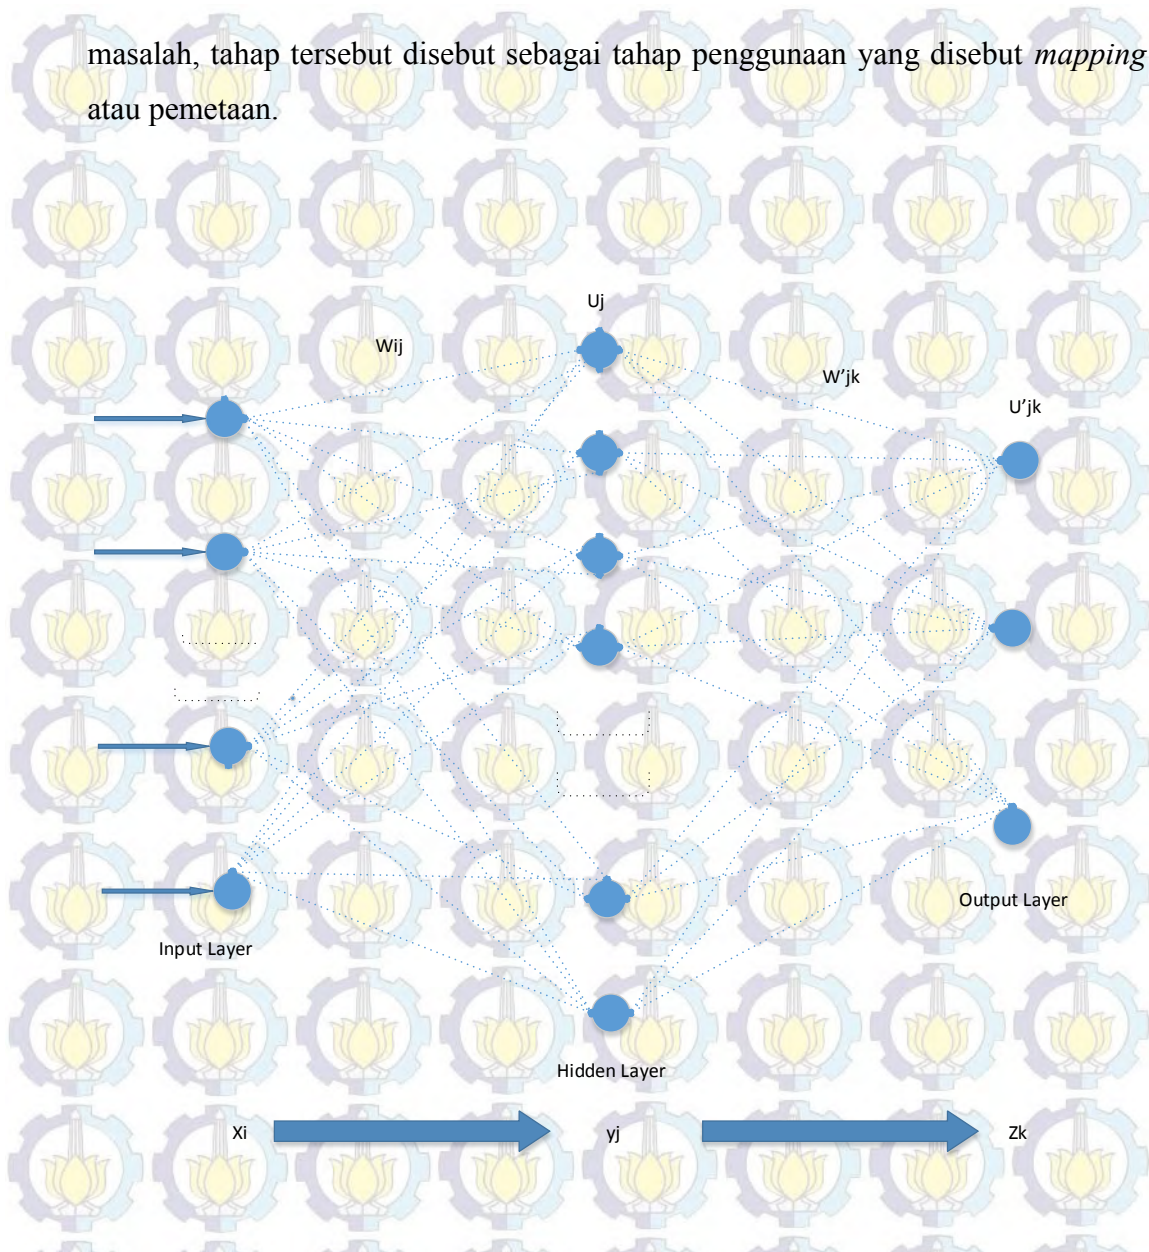 masalah, tahap tersebut disebut sebagai tahap penggunaan yang disebut mapping
atau pemetaan.
Uj
Wij
W’jk
U’jk
Output Layer
Input Layer
Hidden Layer
Xi
yj
Zk